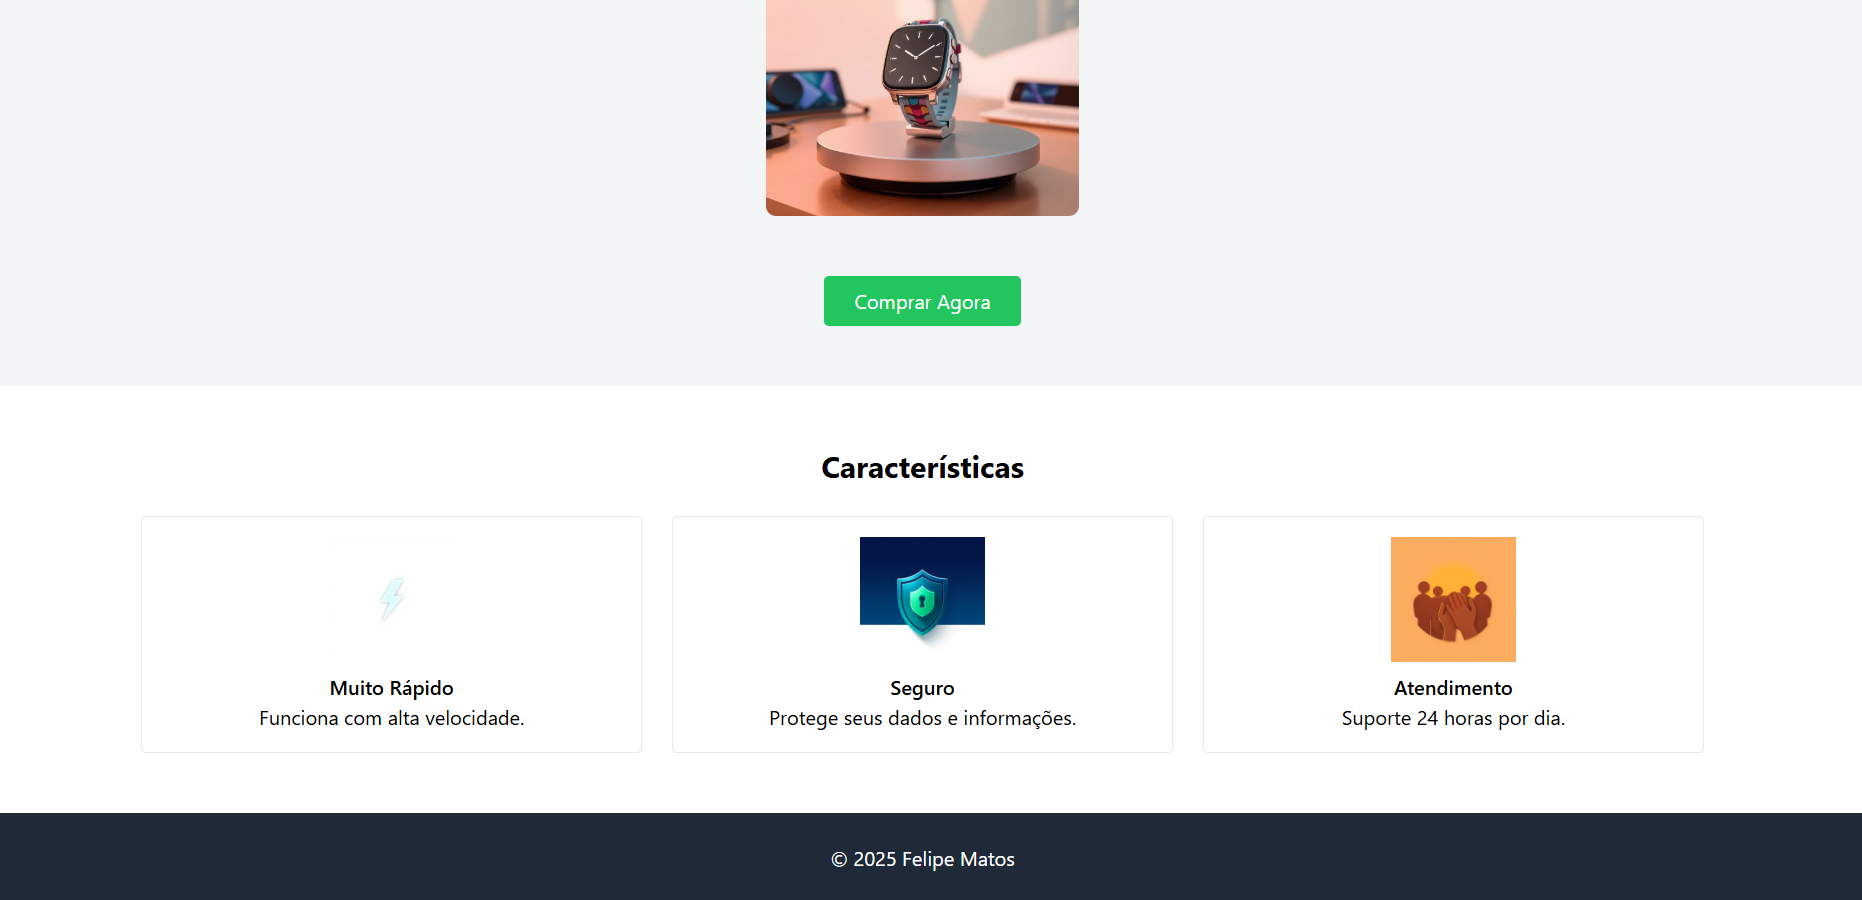 Comprar Agora
Características
Muito Rápido
Funciona com alta velocidade.
Seguro
Protege seus dados e informações.
Atendimento
Suporte 24 horas por dia.
© 2025 Felipe Matos